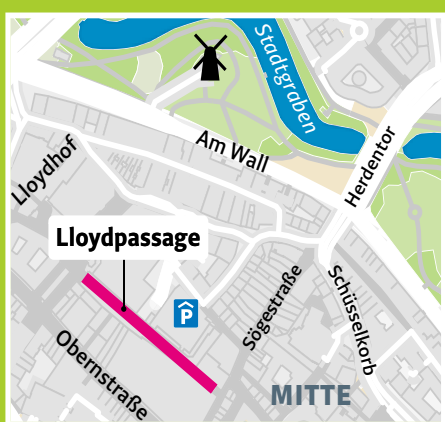 Stadtgraben
Am Wall
Herdentor
Lloydhof
Lloydpassage
P
Sögestraße
Schüsselkorb
Obernstraße
MITTE